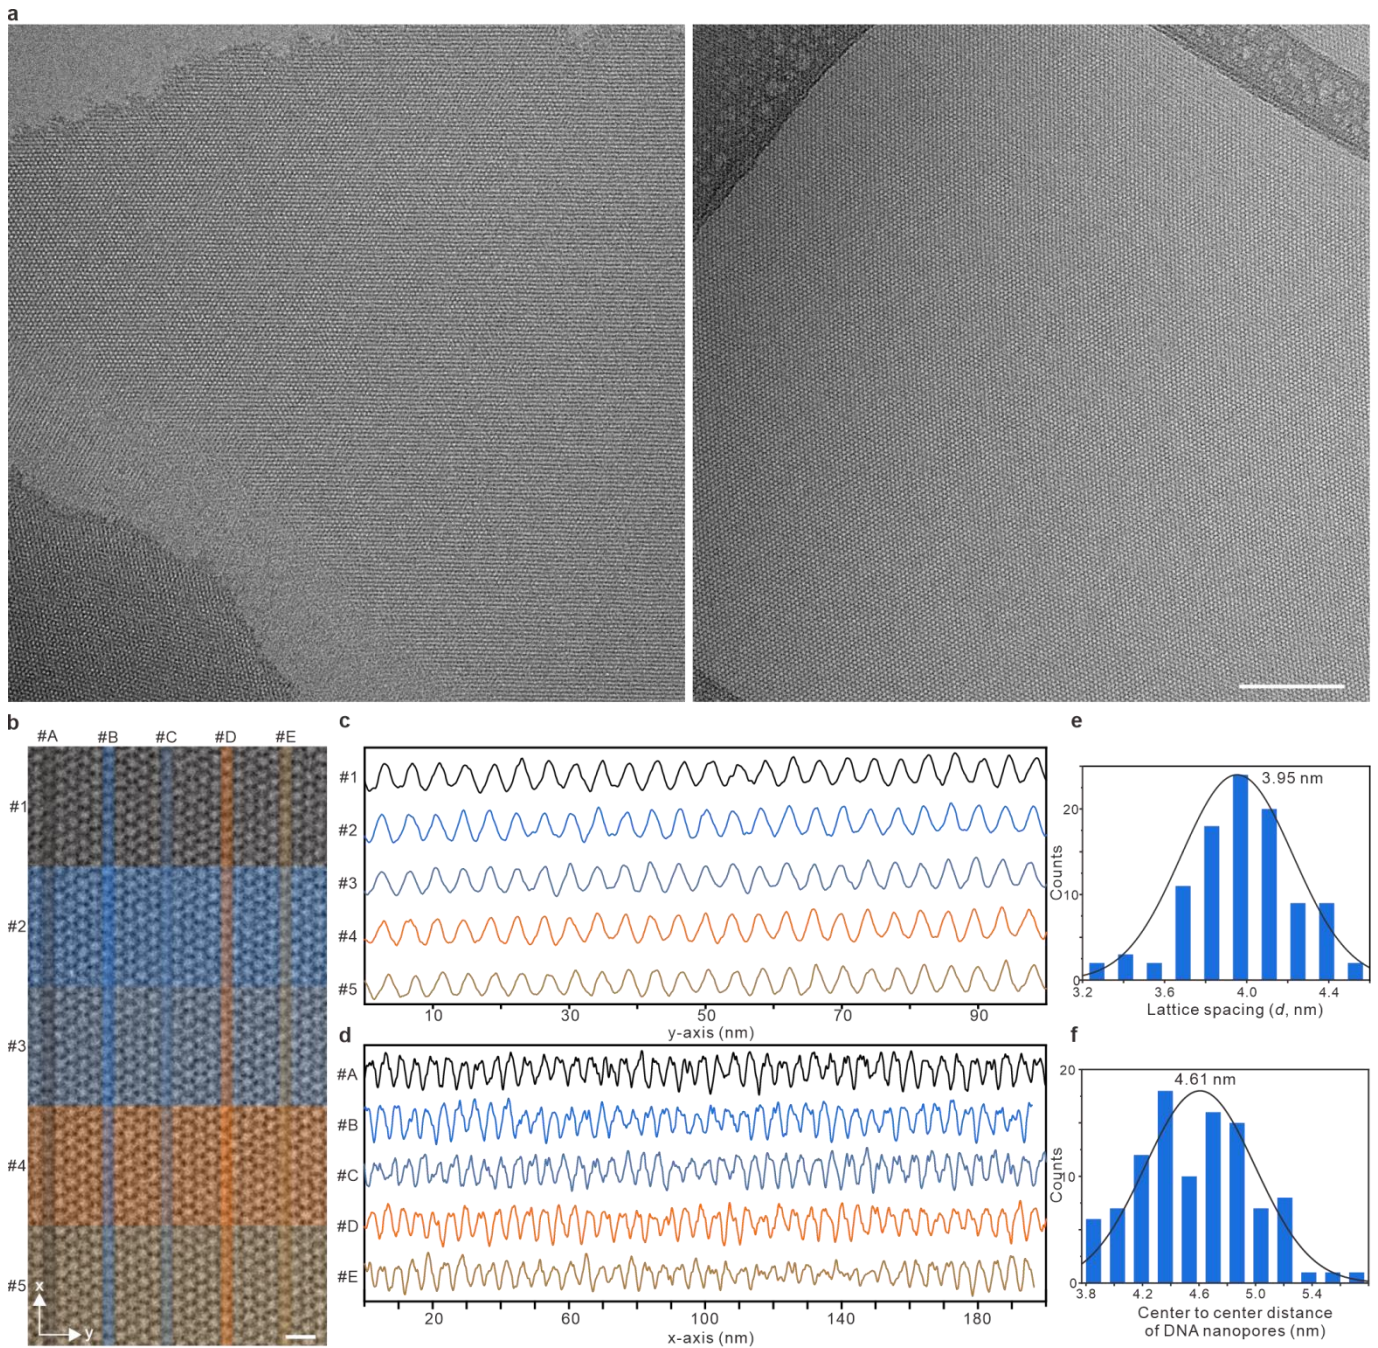 a
b
#A #B #C #D #E
#1
#2
#3
#4
#5
x
y
c
#1
#2
#3
#4
#5
10 30 50 70 90
y-axis (nm)
d
#A
#B
#C
#D
#E
20 60 100 140 180
x-axis (nm)
e
3.95 nm
Counts
20
10
0
3.2 3.6 4.0 4.4
Lattice spacing (d, nm)
f
4.61 nm
Counts
20
10
0
3.8 4.2 4.6 5.0 5.4
Center to center distance
of DNA nanopores (nm)